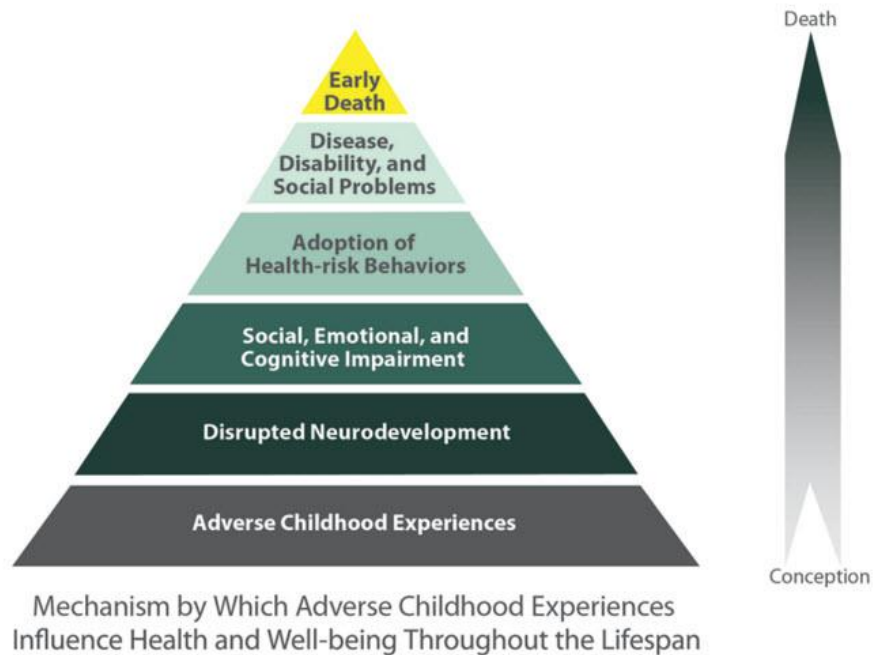 Death
Early
Death
Disease,
Disability, and
Social Problems
Adoption of
Health-risk Behaviors
Social, Emotional, and
Cognitive Impairment
Disrupted Neurodevelopment
Adverse Childhood Experiences
Conception
Mechanism by Which Adverse Childhood Experiences
Influence Health and Well-being Throughout the Lifespan